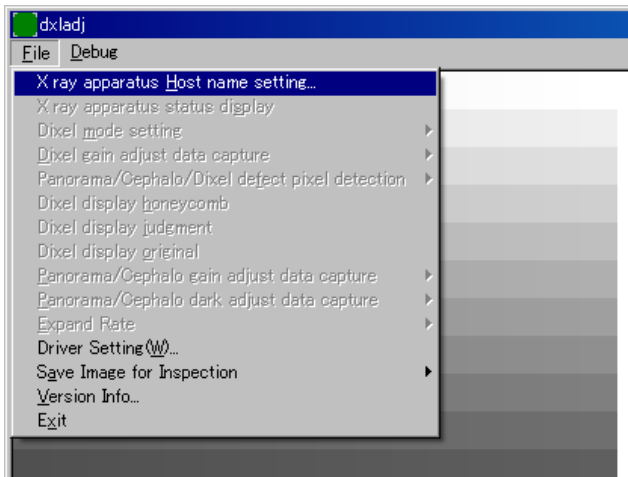 dxladj
File Debug
X ray apparatus Host name setting...
X ray apparatus status display
Dixel mode setting
Dixel gain adjust data capture
Panorama/Cephalo/Dixel defect pixel detection
Dixel display honeycomb
Dixel display judgment
Dixel display original
Panorama/Cephalo gain adjust data capture
Panorama/Cephalo dark adjust data capture
Expand Rate
Driver Setting(W)...
Save Image for Inspection
Version Info...
Exit